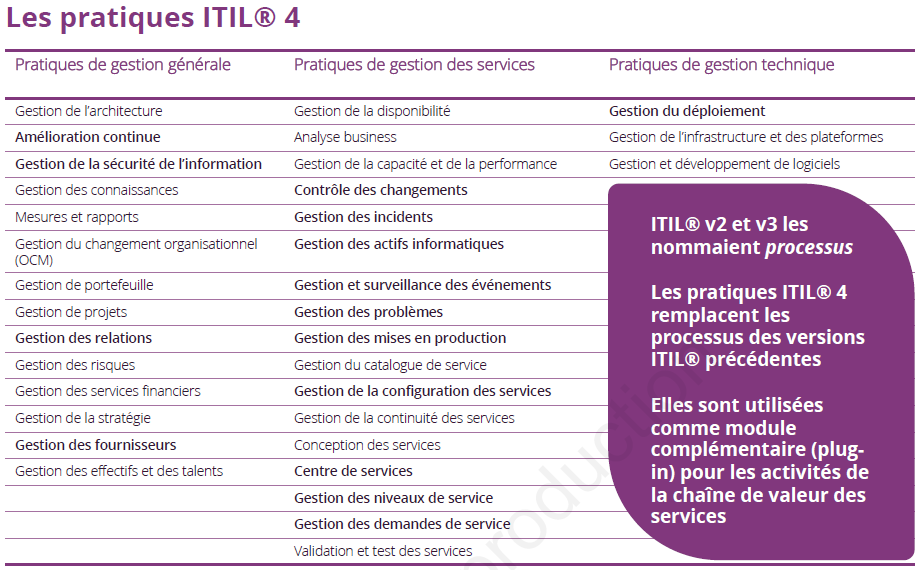 Les pratiques ITIL® 4
Pratiques de gestion générale Pratiques de gestion des services Pratiques de gestion technique
Gestion de l'architecture Gestion de la disponibilité Gestion du déploiement
Amélioration continue Analyse business Gestion de l'infrastructure et des plateformes
Gestion de la sécurité de l'information Gestion de la capacité et de la performance Gestion et développement de logiciels
Gestion des connaissances Contrôle des changements
Mesures et rapports Gestion des incidents
Gestion du changement organisationnel Gestion des actifs informatiques
(OCM)
Gestion de portefeuille Gestion et surveillance des événements
Gestion de projets Gestion des problèmes
Gestion des relations Gestion des mises en production
Gestion des risques Gestion du catalogue de service
Gestion des services financiers Gestion de la configuration des services
Gestion de la stratégie Gestion de la continuité des services
Gestion des fournisseurs Conception des services
Gestion des effectifs et des talents Centre de services
Gestion des niveaux de service
Gestion des demandes de service
Validation et test des services
ITIL® v2 et v3 les
nommaient processus
Les pratiques ITIL® 4
remplacent les
processus des versions
ITIL® précédentes
Elles sont utilisées
comme module
complémentaire (plug-
in) pour les activités de
la chaîne de valeur des
services
production